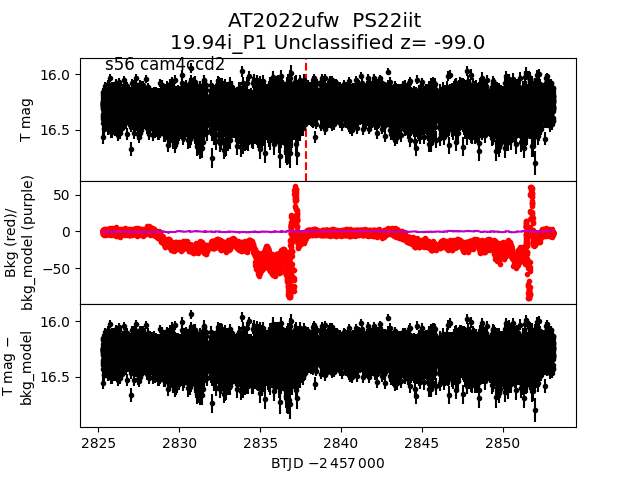 AT2022ufw  PS22iit
19.94i_P1 Unclassified z= -99.0
s56 cam4ccd2
16.0
16.5
T mag
50
0
−50
Bkg (red)/
bkg_model (purple)
16.0
16.5
T mag −
bkg_model
2825 2830 2835 2840 2845 2850
BTJD −2 457 000